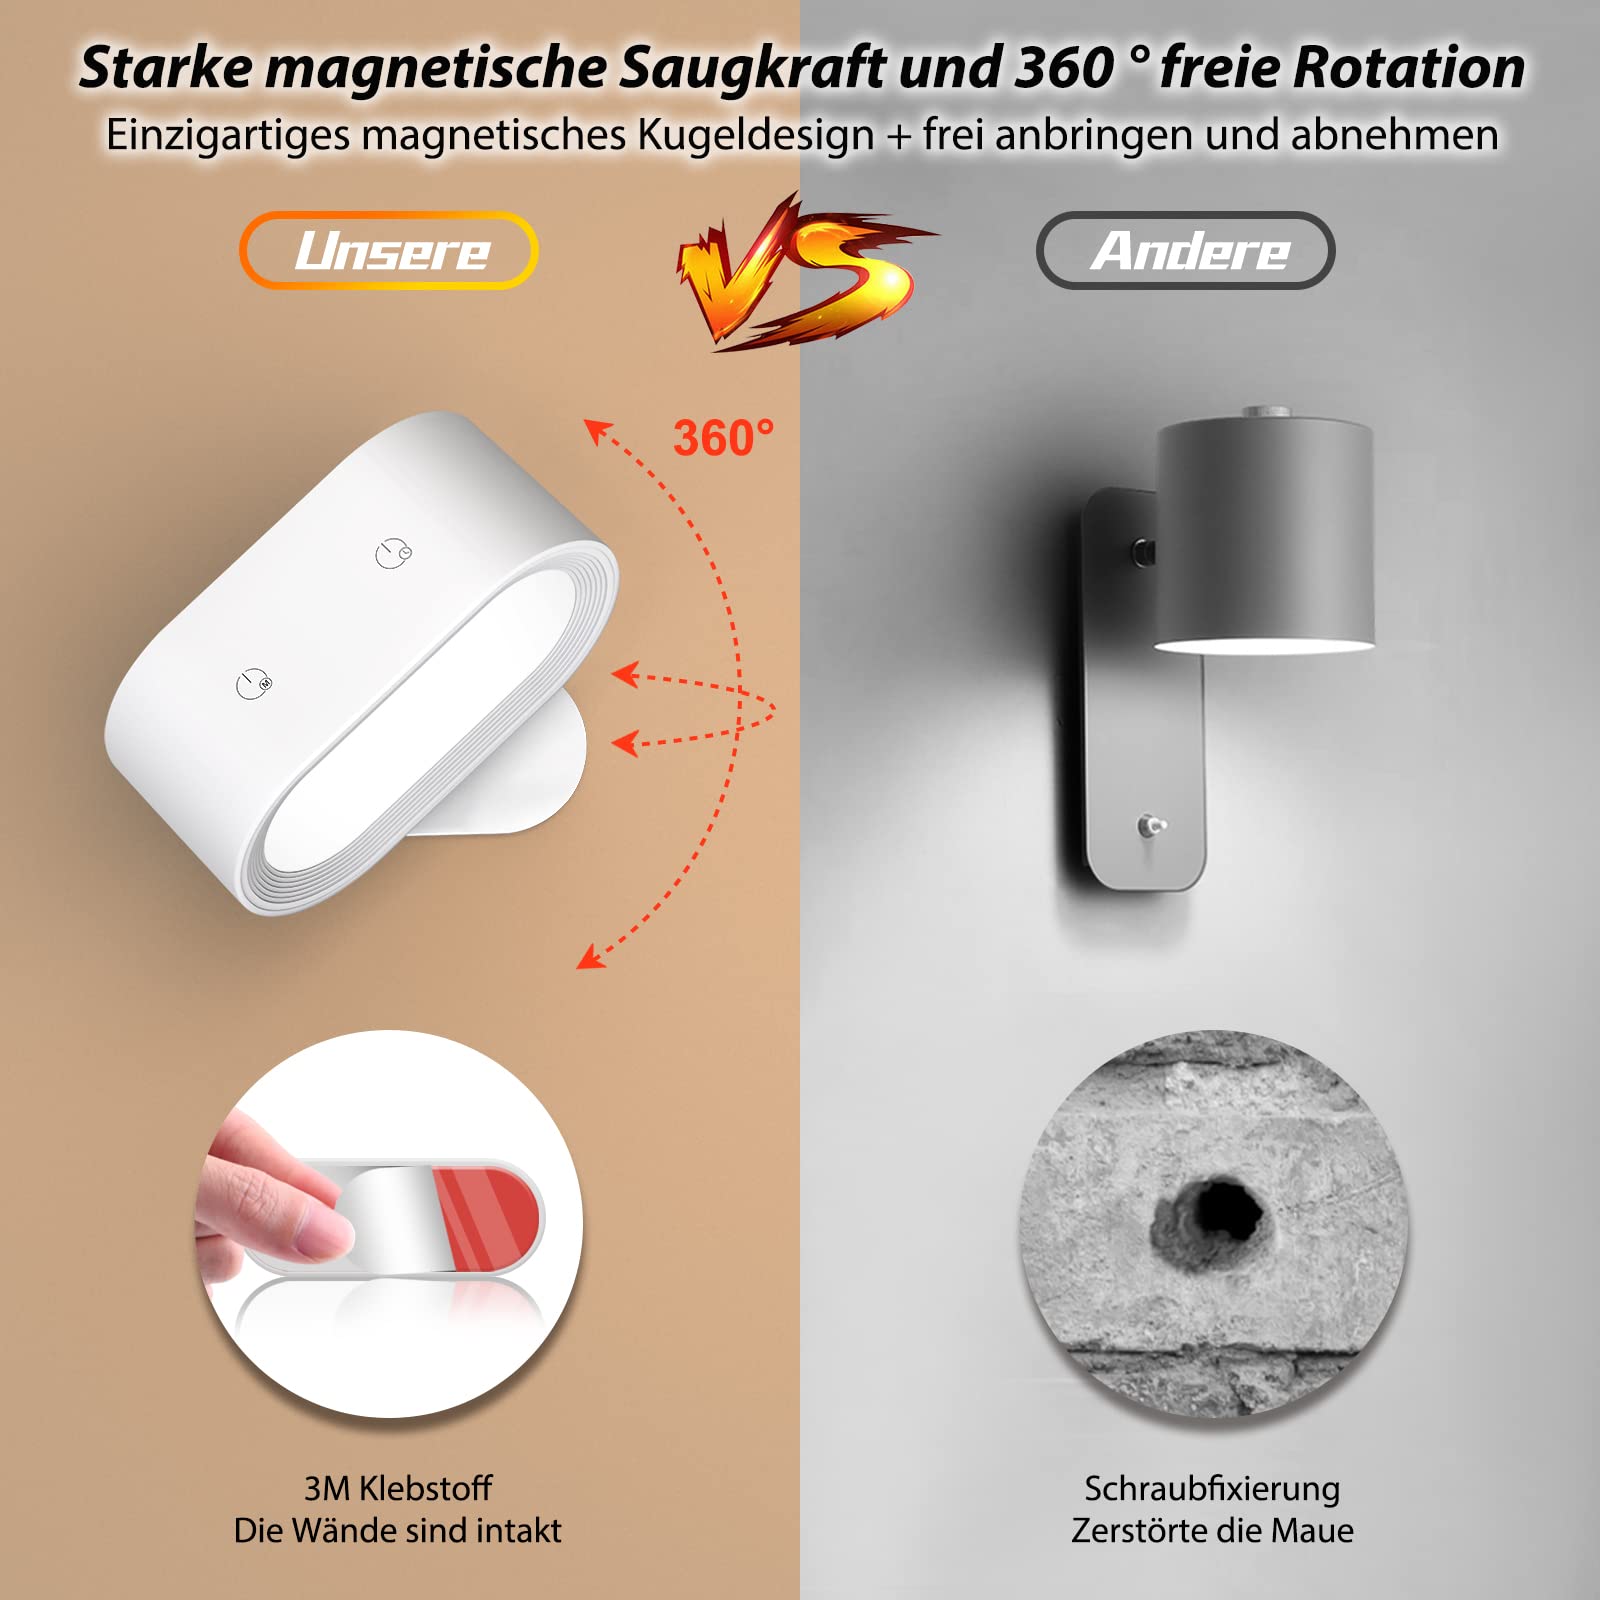 Starke magnetische Saugkraft und 360 ° freie Rotation
Einzigartiges magnetisches Kugeldesign + frei anbringen und abnehmen
Unsere
VS
Andere
360°
M
3M Klebstoff
Die Wände sind intakt
Schraubfixierung
Zerstörte die Maue